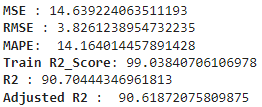 MSE : 14.639224063511193
RMSE : 3.8261238954732235
MAPE: 14.164014457891428
Train R2_Score: 99.03840706106978
R2 : 90.70444346961813
Adjusted R2 : 90.61872075809875